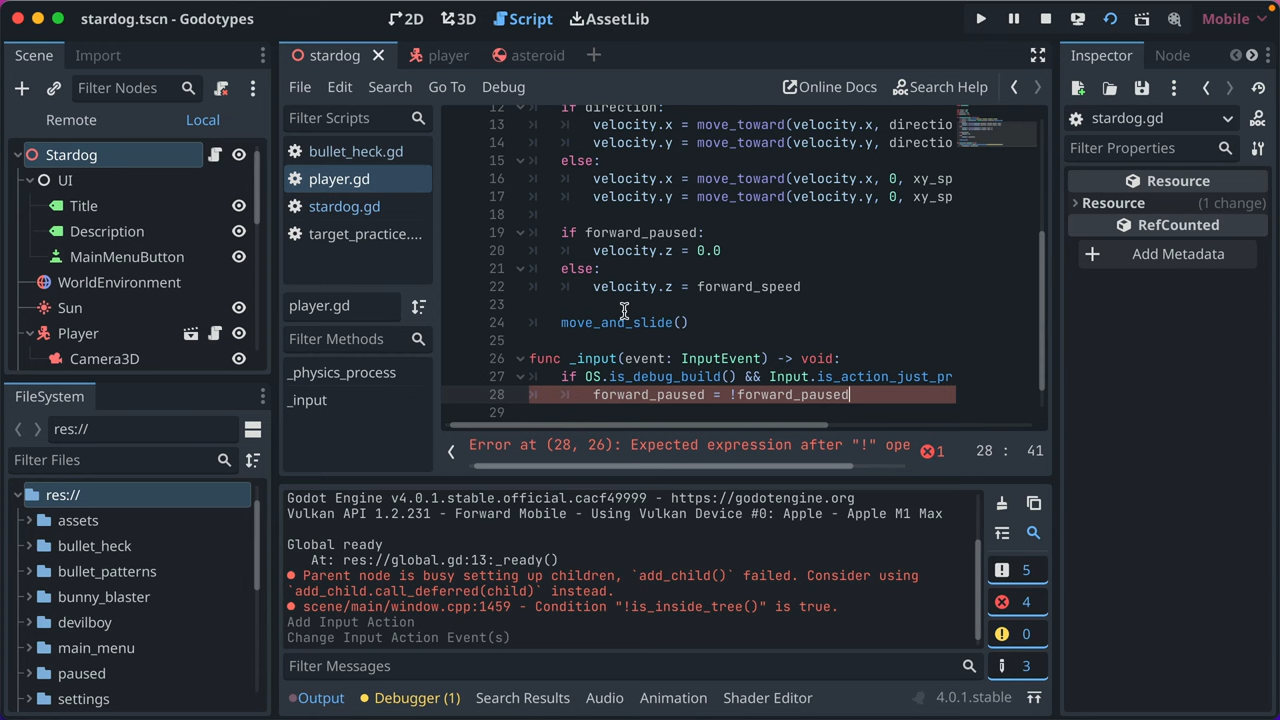 stardog.tscn - Godotypes
2D
3D
Script
AssetLib
Mobile
Scene
Import
Filter Nodes
Remote
Local
Stardog
UI
Title
Description
MainMenuButton
WorldEnvironment
Sun
Player
Camera3D
FileSystem
res://
Filter Files
res://
assets
bullet_heck
bullet_patterns
bunny_blaster
devilboy
main_menu
paused
settings
stardog
player
asteroid
File
Edit
Search
Go To
Debug
Online Docs
Search Help
Filter Scripts
bullet_heck.gd
player.gd
stardog.gd
target_practice....
player.gd
Filter Methods
_physics_process
_input
12 if direction:
13 velocity.x = move_toward(velocity.x, directio
14 velocity.y = move_toward(velocity.y, directio
15 else:
16 velocity.x = move_toward(velocity.x, 0, xy_sp
17 velocity.y = move_toward(velocity.y, 0, xy_sp
18
19 if forward_paused:
20 velocity.z = 0.0
21 else:
22 velocity.z = forward_speed
23
24 move_and_slide()
25
26 func _input(event: InputEvent) -> void:
27 if OS.is_debug_build() && Input.is_action_just_pr
28 forward_paused = !forward_paused
29
Error at (28, 26): Expected expression after "!" ope
1
28 : 41
Godot Engine v4.0.1.stable.official.cacf49999 - https://godotengine.org
Vulkan API 1.2.231 - Forward Mobile - Using Vulkan Device #0: Apple - Apple M1 Max
Global ready
At: res://global.gd:13:_ready()
Parent node is busy setting up children, `add_child()` failed. Consider using
`add_child.call_deferred(child)` instead.
scene/main/window.cpp:1459 - Condition "!is_inside_tree()" is true.
Add Input Action
Change Input Action Event(s)
Filter Messages
5
4
0
3
Output
Debugger (1)
Search Results
Audio
Animation
Shader Editor
4.0.1.stable
Inspector
Node
stardog.gd
Filter Properties
Resource
Resource
(1 change)
RefCounted
Add Metadata